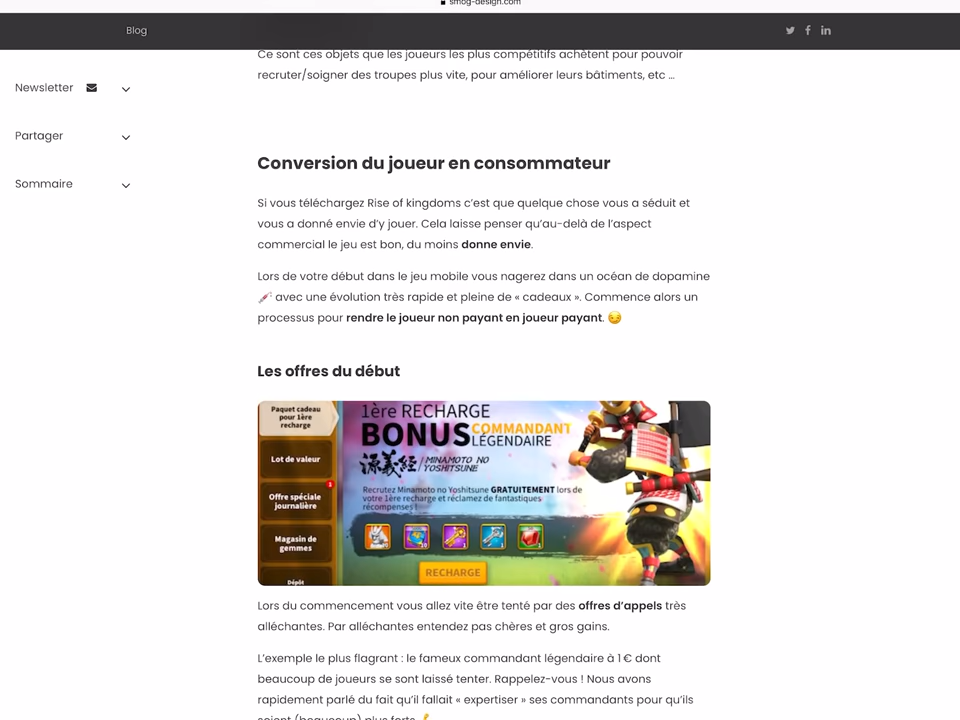 smog-design.com
Blog
Newsletter
Partager
Sommaire
Ce sont ces objets que les joueurs les plus compétitifs achètent pour pouvoir
recruter/soigner des troupes plus vite, pour améliorer leurs bâtiments, etc ...
Conversion du joueur en consommateur
Si vous téléchargez Rise of kingdoms c’est que quelque chose vous a séduit et
vous a donné envie d’y jouer. Cela laisse penser qu’au-delà de l’aspect
commercial le jeu est bon, du moins donne envie.
Lors de votre début dans le jeu mobile vous nagerez dans un océan de dopamine
💉 avec une évolution très rapide et pleine de « cadeaux ». Commence alors un
processus pour rendre le joueur non payant en joueur payant. 😏
Les offres du début
Paquet cadeau
pour 1ère
recharge
Lot de valeur
Offre spéciale
journalière
Magasin de
gemmes
Dépôt
1ère RECHARGE
BONUS COMMANDANT
LÉGENDAIRE
源義経 / MINAMOTO NO
YOSHITSUNE
Recrutez Minamoto no Yoshitsune GRATUITEMENT lors de
votre 1ère recharge et réclamez de fantastiques
récompenses !
RECHARGE
Lors du commencement vous allez vite être tenté par des offres d’appels très
alléchantes. Par alléchantes entendez pas chères et gros gains.
L’exemple le plus flagrant : le fameux commandant légendaire à 1 € dont
beaucoup de joueurs se sont laissé tenter. Rappelez-vous ! Nous avons
rapidement parlé du fait qu’il fallait « expertiser » ses commandants pour qu’ils
soient (beaucoup) plus forts 💪